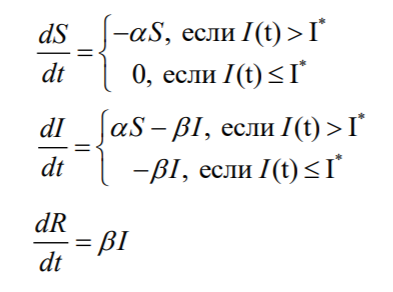 dS/dt = { −αS, если I(t) > I*
0, если I(t) ≤ I*
dI/dt = { αS − βI, если I(t) > I*
−βI, если I(t) ≤ I*
dR/dt = βI